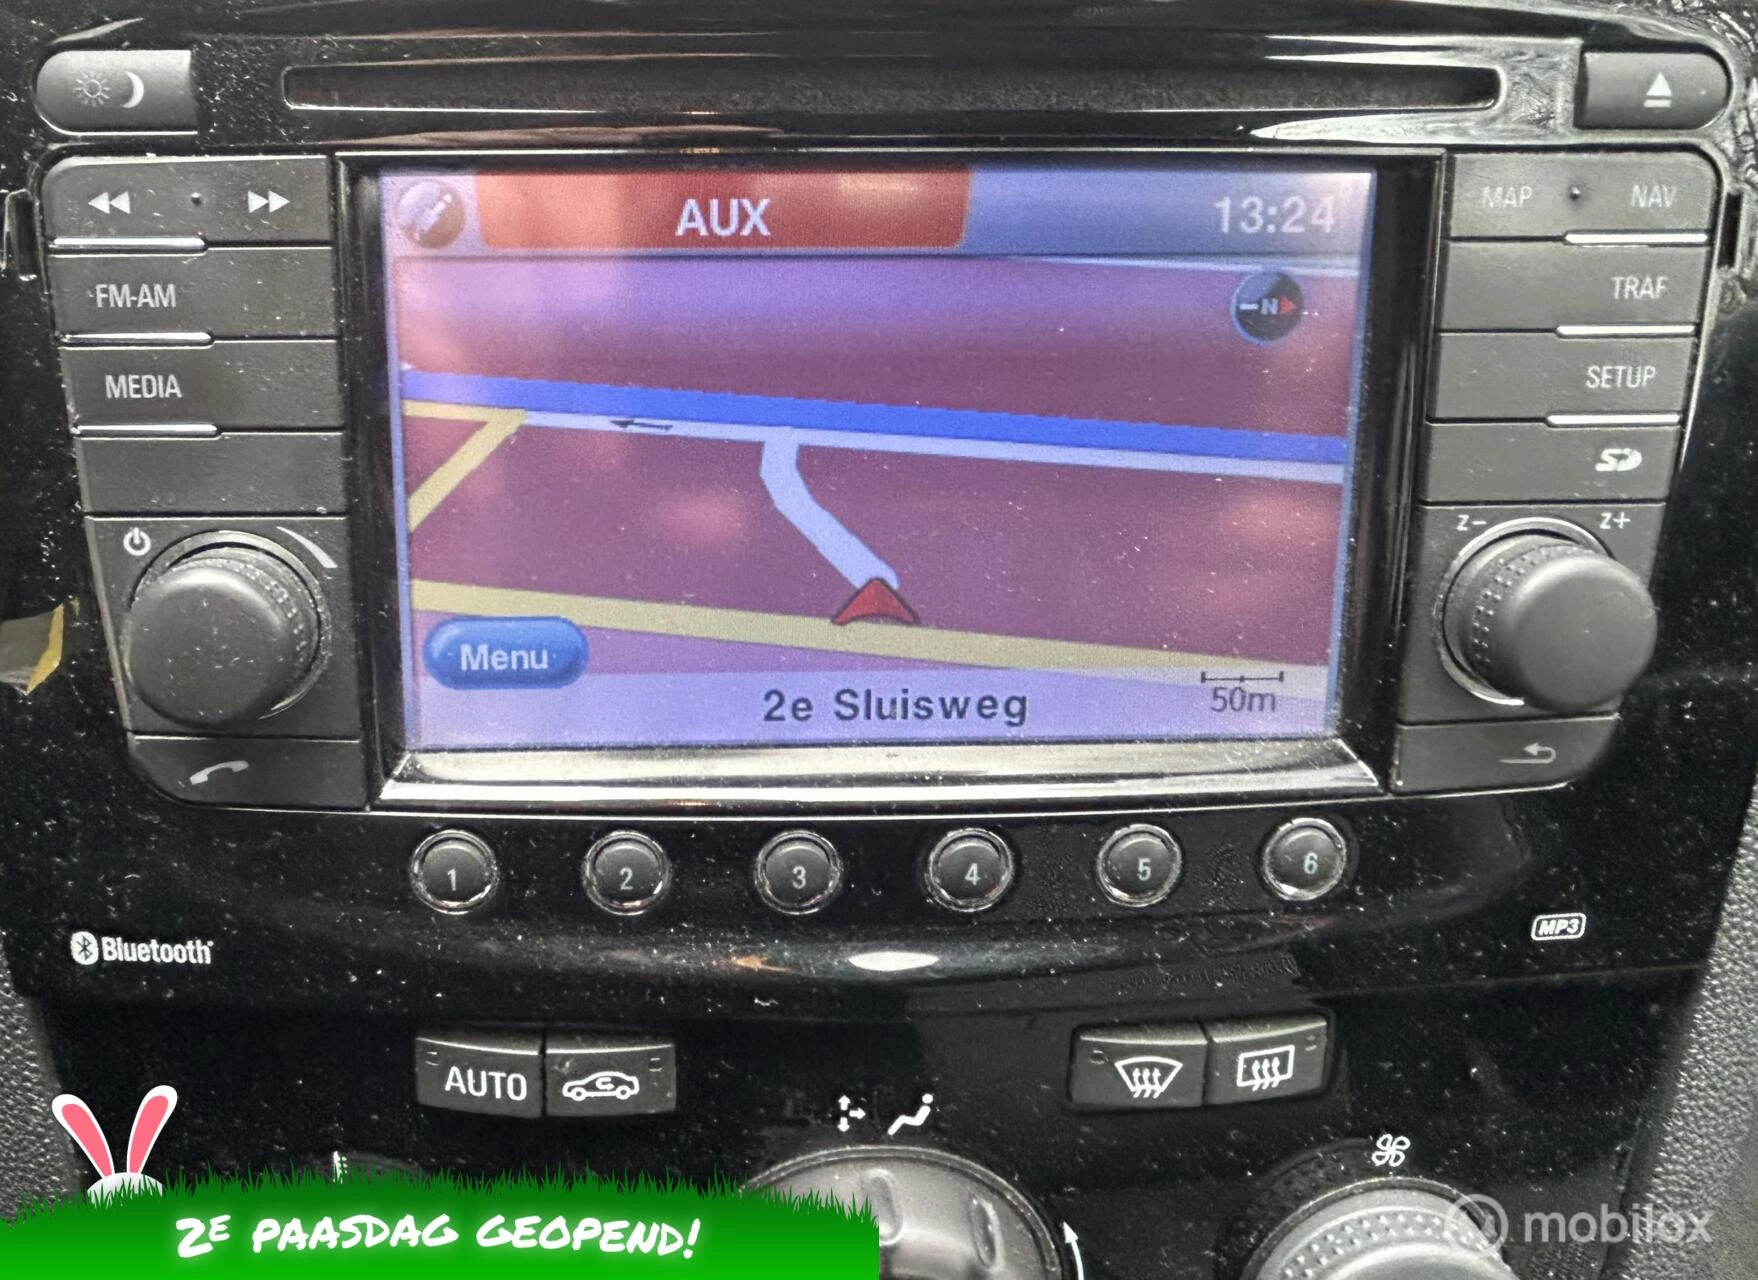 AUX
13:24
MAP • NAV
FM-AM
N
TRAF
MEDIA
SETUP
SD
Z- Z+
Menu
2e Sluisweg
50m
1 2 3 4 5 6
Bluetooth
MP3
AUTO
2E PAASDAG GEOPEND!
mobilox